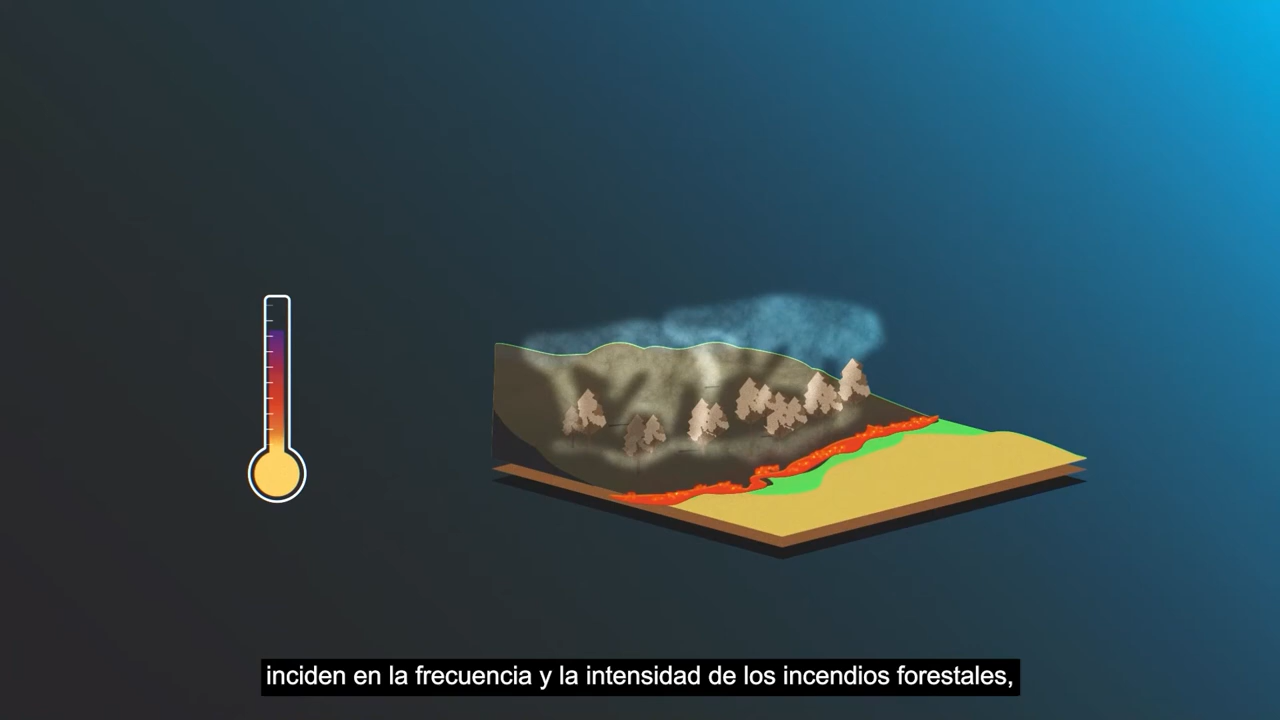 inciden en la frecuencia y la intensidad de los incendios forestales,